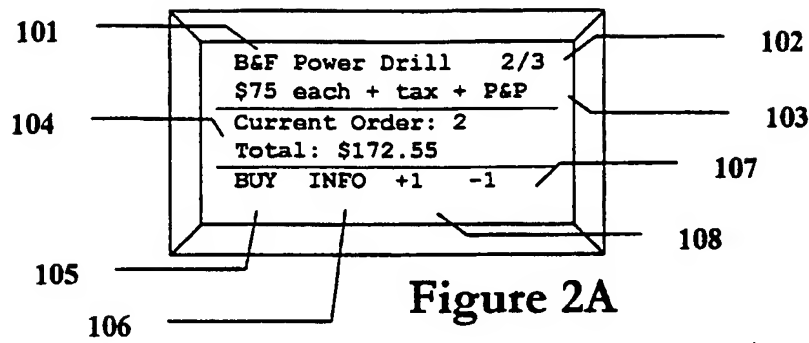 101
102
B&F Power Drill 2/3
$75 each + tax + P&P
103
104
Current Order: 2
Total: $172.55
107
BUY INFO +1 -1
108
105
106
Figure 2A